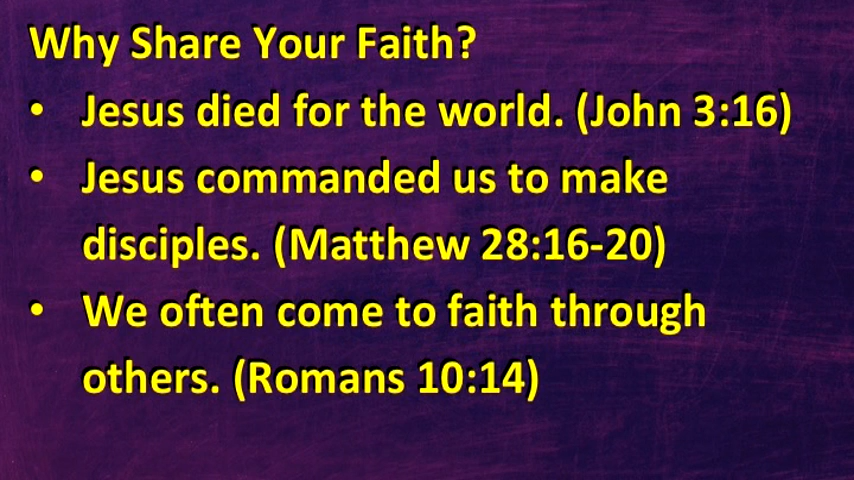 Why Share Your Faith?
• Jesus died for the world. (John 3:16)
• Jesus commanded us to make
disciples. (Matthew 28:16-20)
• We often come to faith through
others. (Romans 10:14)